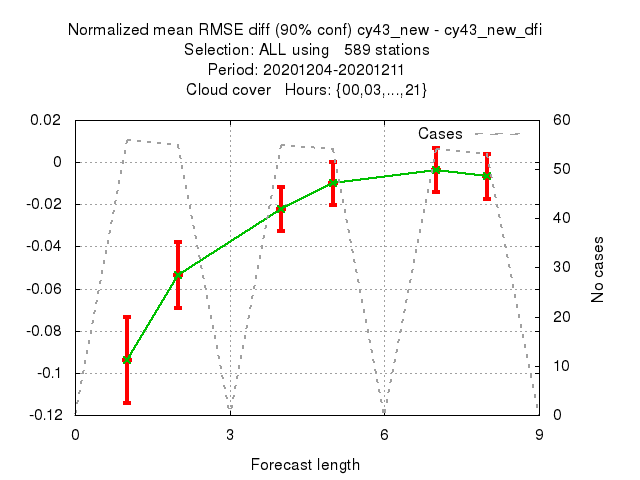 Normalized mean RMSE diff (90% conf) cy43_new - cy43_new_dfi
Selection: ALL using 589 stations
Period: 20201204-20201211
Cloud cover Hours: {00,03,...,21}
Cases
0.02
0
-0.02
-0.04
-0.06
-0.08
-0.1
-0.12
60
50
40
30
20
10
0
No cases
0 3 6 9
Forecast length